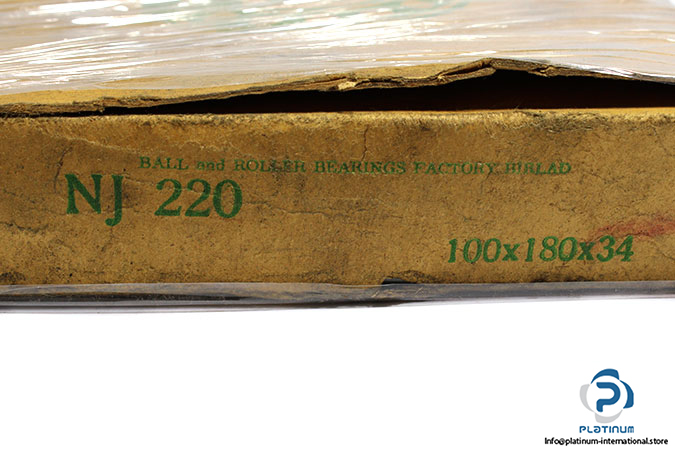 BALL and ROLLER BEARINGS FACTORY BIRLAD
NJ 220
100x180x34
PLATINUM
Info@platinum-international.store